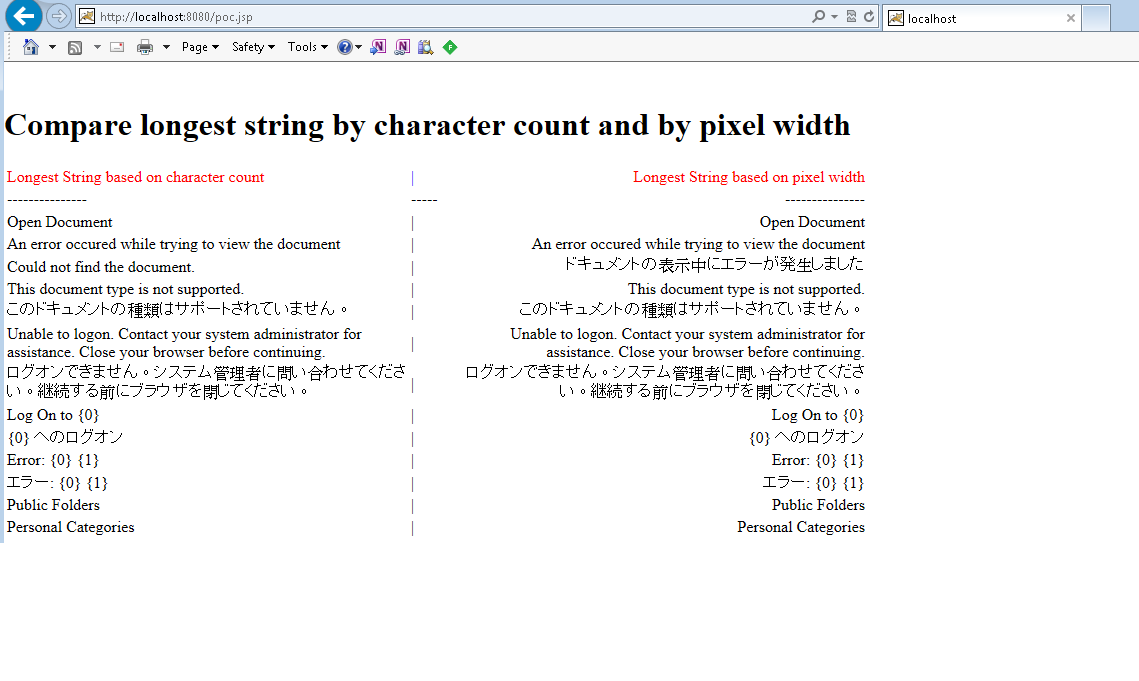 http://localhost:8080/poc.jsp
localhost
Page Safety Tools
Compare longest string by character count and by pixel width
Longest String based on character count | Longest String based on pixel width
--------------- ----- ---------------
Open Document | Open Document
An error occured while trying to view the document | An error occured while trying to view the document
Could not find the document. | ドキュメントの表示中にエラーが発生しました
This document type is not supported. | This document type is not supported.
このドキュメントの種類はサポートされていません。 | このドキュメントの種類はサポートされていません。
Unable to logon. Contact your system administrator for
assistance. Close your browser before continuing.
|
Unable to logon. Contact your system administrator for
assistance. Close your browser before continuing.
ログオンできません。システム管理者に問い合わせてくださ
い。継続する前にブラウザを閉じてください。
|
ログオンできません。システム管理者に問い合わせてくださ
い。継続する前にブラウザを閉じてください。
Log On to {0} | Log On to {0}
{0} へのログオン | {0} へのログオン
Error: {0} {1} | Error: {0} {1}
エラー: {0} {1} | エラー: {0} {1}
Public Folders | Public Folders
Personal Categories | Personal Categories